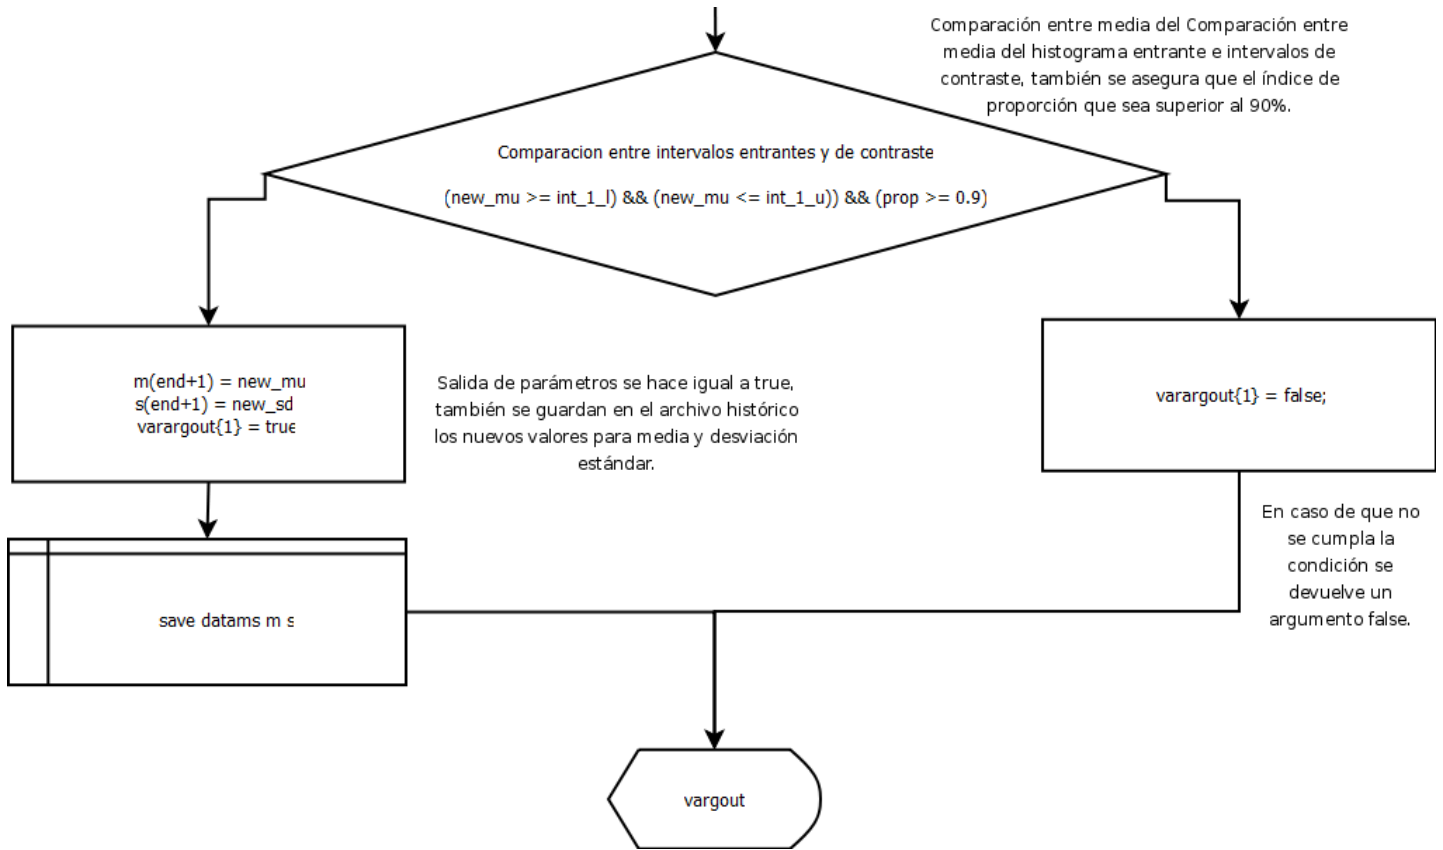 Comparación entre media del Comparación entre
media del histograma entrante e intervalos de
contraste, también se asegura que el índice de
proporción que sea superior al 90%.
Comparacion entre intervalos entrantes y de contraste
(new_mu >= int_1_l) && (new_mu <= int_1_u)) && (prop >= 0.9)
m(end+1) = new_mu
s(end+1) = new_sd
varargout{1} = true
Salida de parámetros se hace igual a true,
también se guardan en el archivo histórico
los nuevos valores para media y desviación
estándar.
varargout{1} = false;
En caso de que no
se cumpla la
condición se
devuelve un
argumento false.
save datams m s
vargout